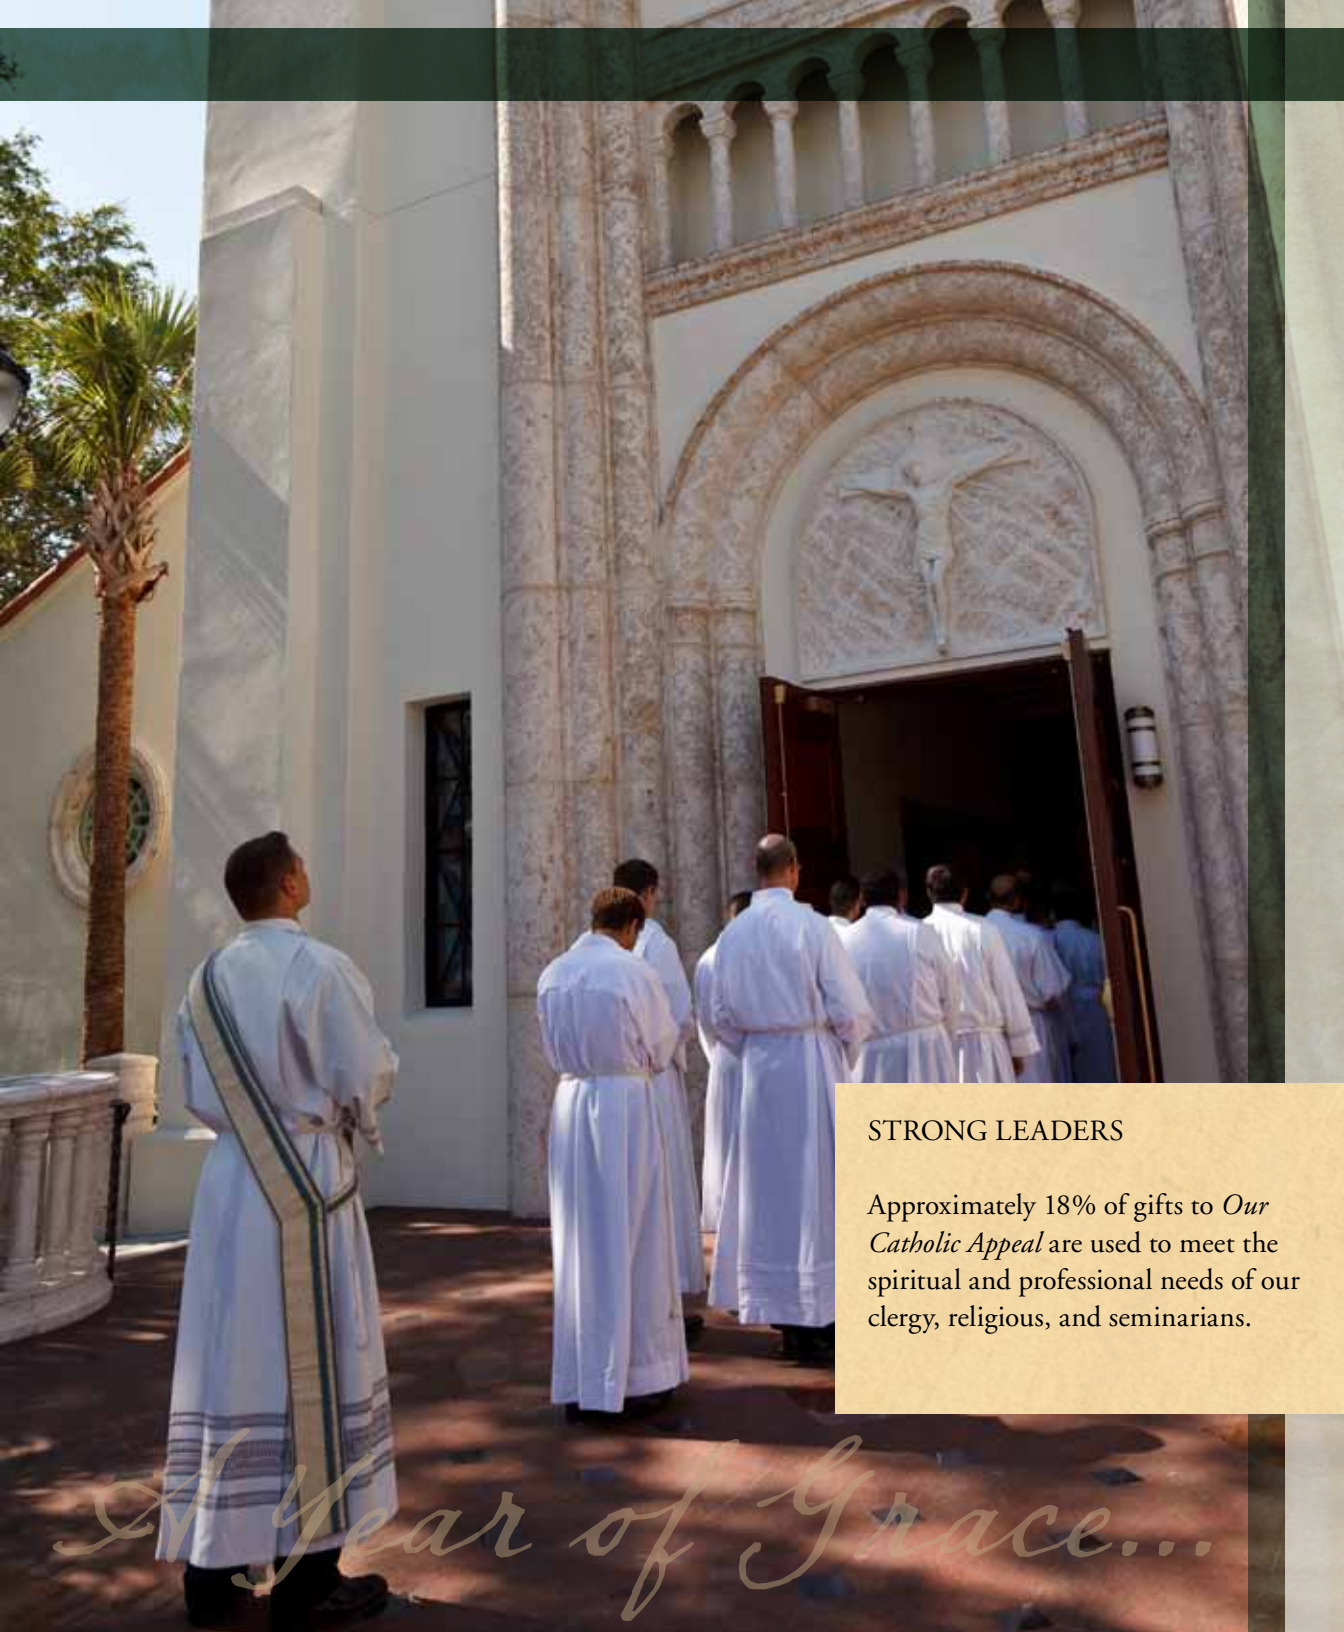 STRONG LEADERS
Approximately 18% of gifts to Our
Catholic Appeal are used to meet the
spiritual and professional needs of our
clergy, religious, and seminarians.
A Year of Grace...